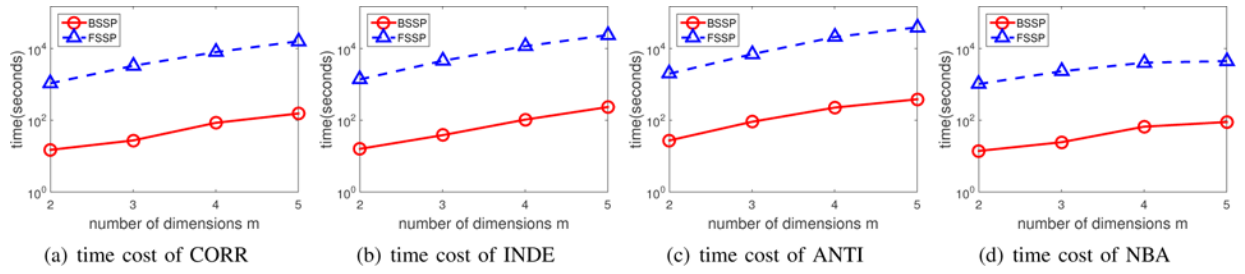 BSSP
FSSP
time(seconds)
10^4
10^2
10^0
2 3 4 5
number of dimensions m
(a) time cost of CORR
BSSP
FSSP
time(seconds)
10^4
10^2
10^0
2 3 4 5
number of dimensions m
(b) time cost of INDE
BSSP
FSSP
time(seconds)
10^4
10^2
10^0
2 3 4 5
number of dimensions m
(c) time cost of ANTI
BSSP
FSSP
time(seconds)
10^4
10^2
10^0
2 3 4 5
number of dimensions m
(d) time cost of NBA